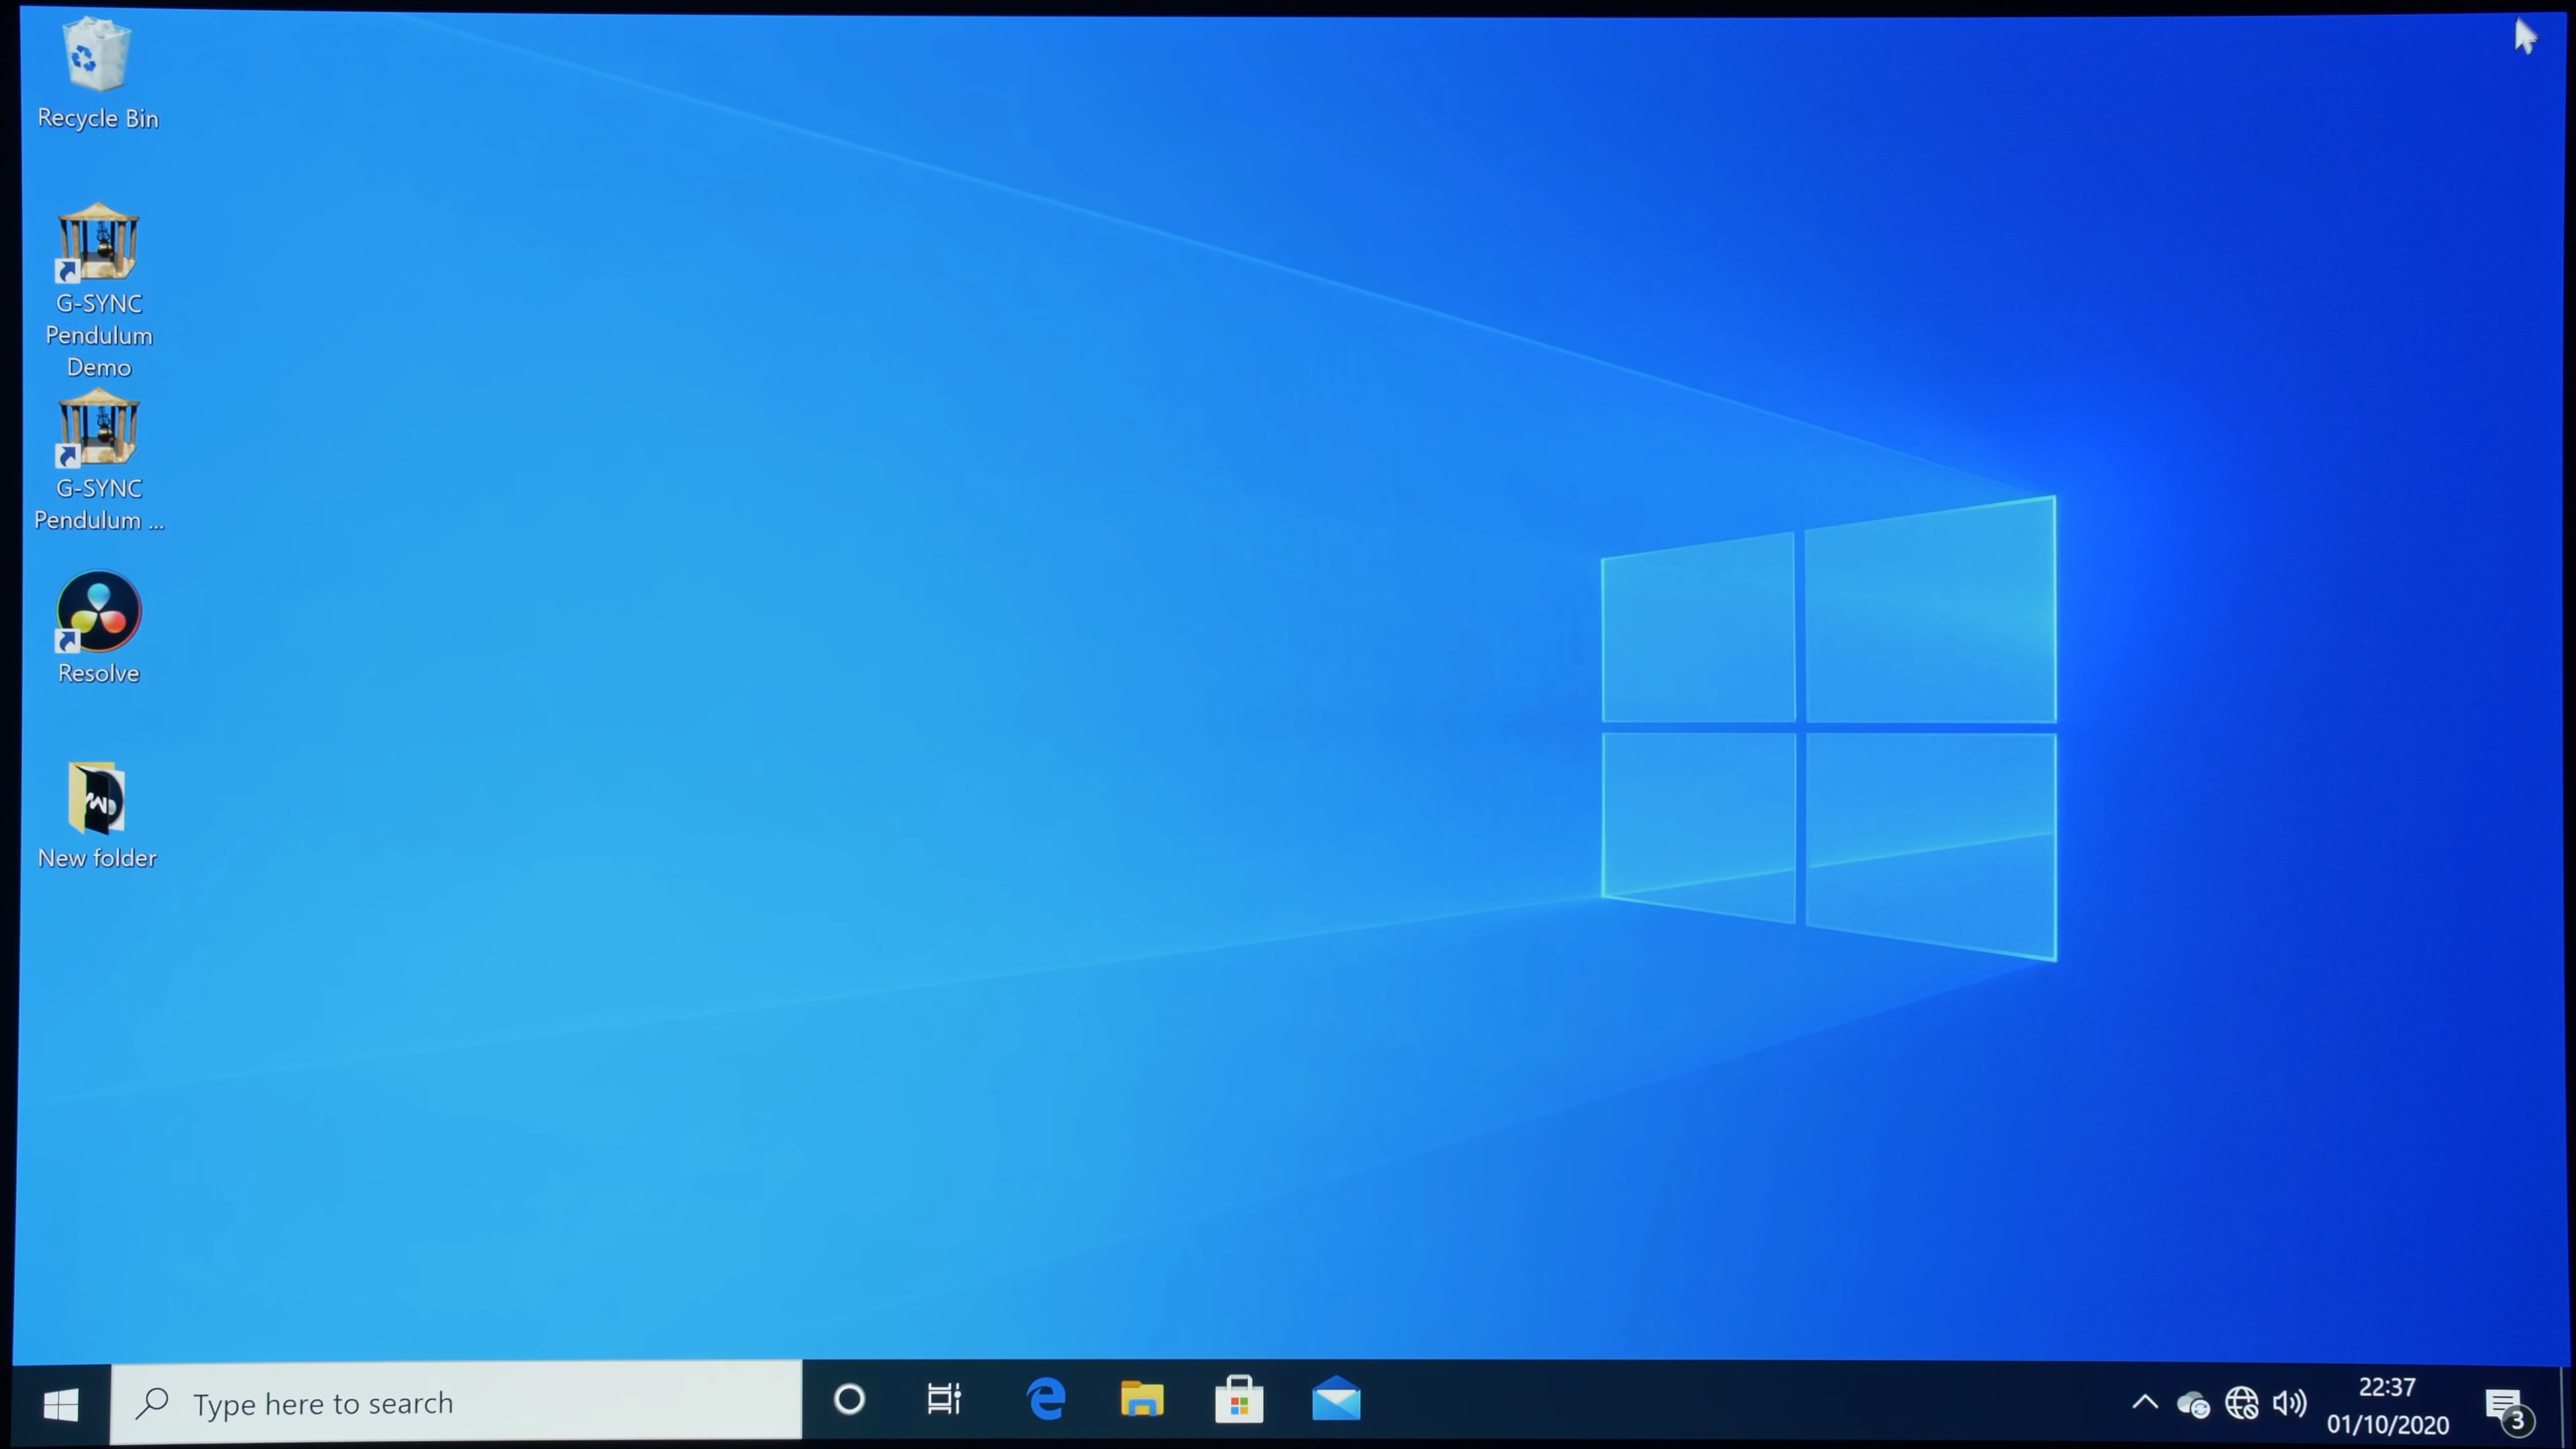 Recycle Bin
G-SYNC
Pendulum
Demo
G-SYNC
Pendulum ...
Resolve
New folder
Type here to search
22:37
01/10/2020
3